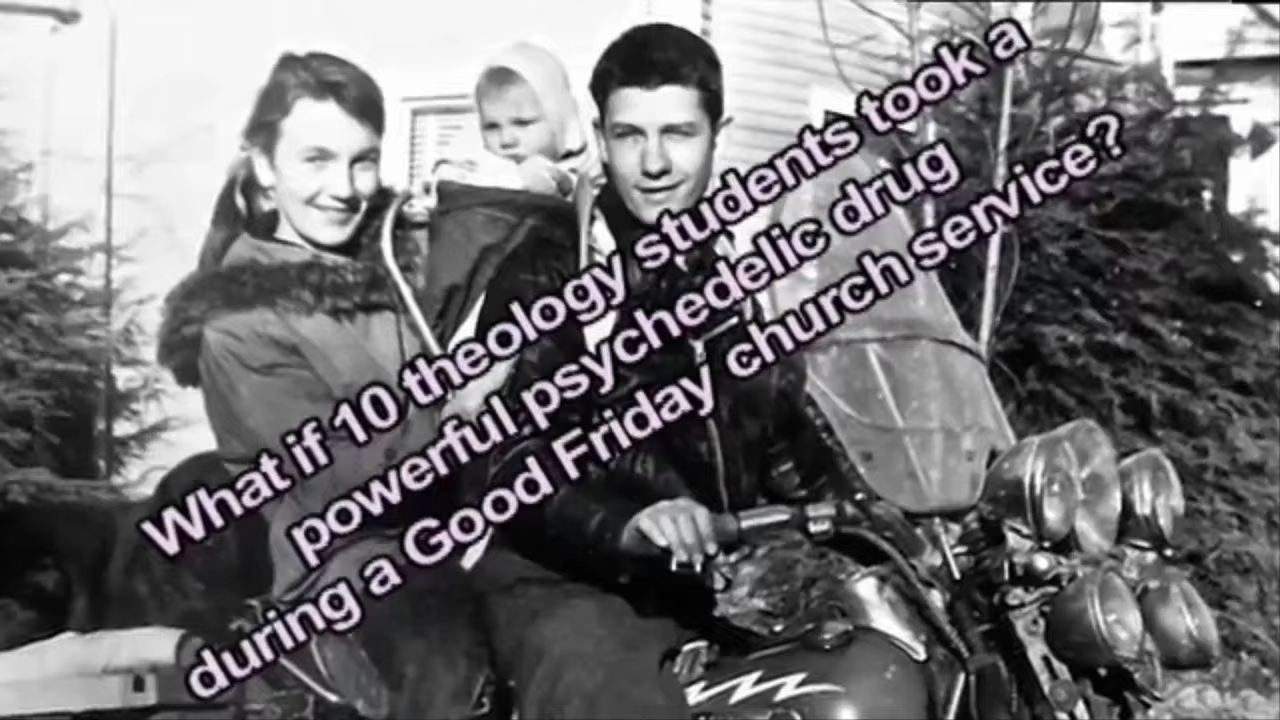 What if 10 theology students took a
powerful psychedelic drug
during a Good Friday church service?